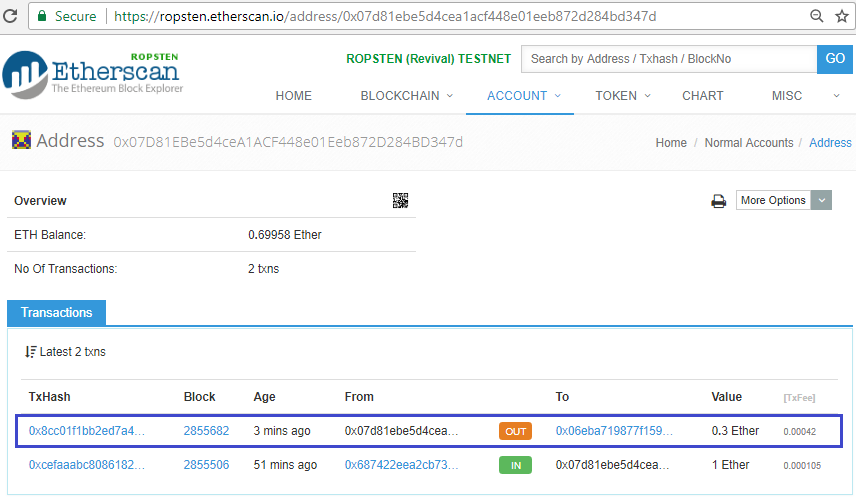 Secure https://ropsten.etherscan.io/address/0x07d81ebe5d4cea1acf448e01eeb872d284bd347d
ROPSTEN
Etherscan
The Ethereum Block Explorer
ROPSTEN (Revival) TESTNET Search by Address / Txhash / BlockNo GO
HOME BLOCKCHAIN ACCOUNT TOKEN CHART MISC
Address 0x07D81EBe5d4ceA1ACF448e01Eeb872D284BD347d Home / Normal Accounts / Address
Overview More Options
ETH Balance: 0.69958 Ether
No Of Transactions: 2 txns
Transactions
Latest 2 txns
TxHash Block Age From To Value [TxFee]
0x8cc01f1bb2ed7a4... 2855682 3 mins ago 0x07d81ebe5d4cea... OUT 0x06eba719877f159... 0.3 Ether 0.00042
0xcefaaabc8086182... 2855506 51 mins ago 0x687422eea2cb73... IN 0x07d81ebe5d4cea... 1 Ether 0.000105